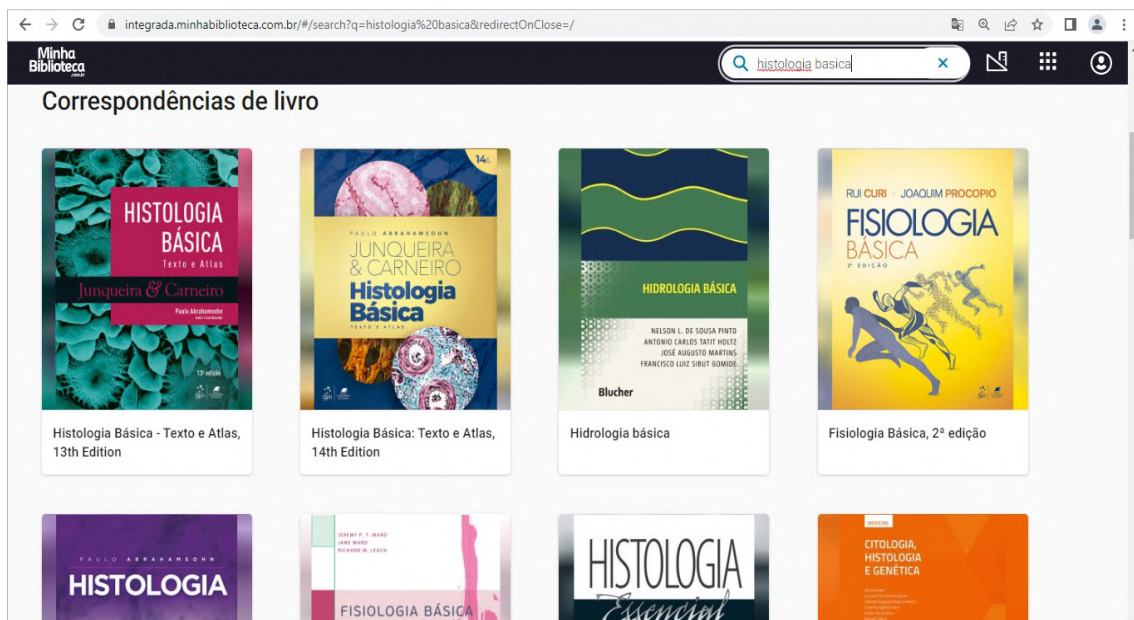 integrada.minhabiblioteca.com.br/#/search?q=histologia%20basica&redirectOnClose=/
Minha
Biblioteca
histologia basica
Correspondências de livro
HISTOLOGIA
BÁSICA
Texto e Atlas
Junqueira & Carneiro
Paulo Abrahamsohn
13ª edição
Histologia Básica - Texto e Atlas,
13th Edition
14ª
PAULO ABRAHAMSOHN
JUNQUEIRA
& CARNEIRO
Histologia
Básica
TEXTO E ATLAS
Histologia Básica: Texto e Atlas,
14th Edition
HIDROLOGIA BÁSICA
NELSON L. DE SOUSA PINTO
ANTONIO CARLOS TATIT HOLTZ
JOSÉ AUGUSTO MARTINS
FRANCISCO LUIZ SIBUT GOMIDE
Blucher
Hidrologia básica
RUI CURI · JOAQUIM PROCOPIO
FISIOLOGIA
BÁSICA
2ª EDIÇÃO
Fisiologia Básica, 2ª edição
PAULO ABRAHAMSOHN
HISTOLOGIA
JEREMY P. T. WARD
JANE WARD
RICHARD M. LEACH
FISIOLOGIA BÁSICA
HISTOLOGIA
Essencial
MEDICINA
CITOLOGIA,
HISTOLOGIA
E GENÉTICA